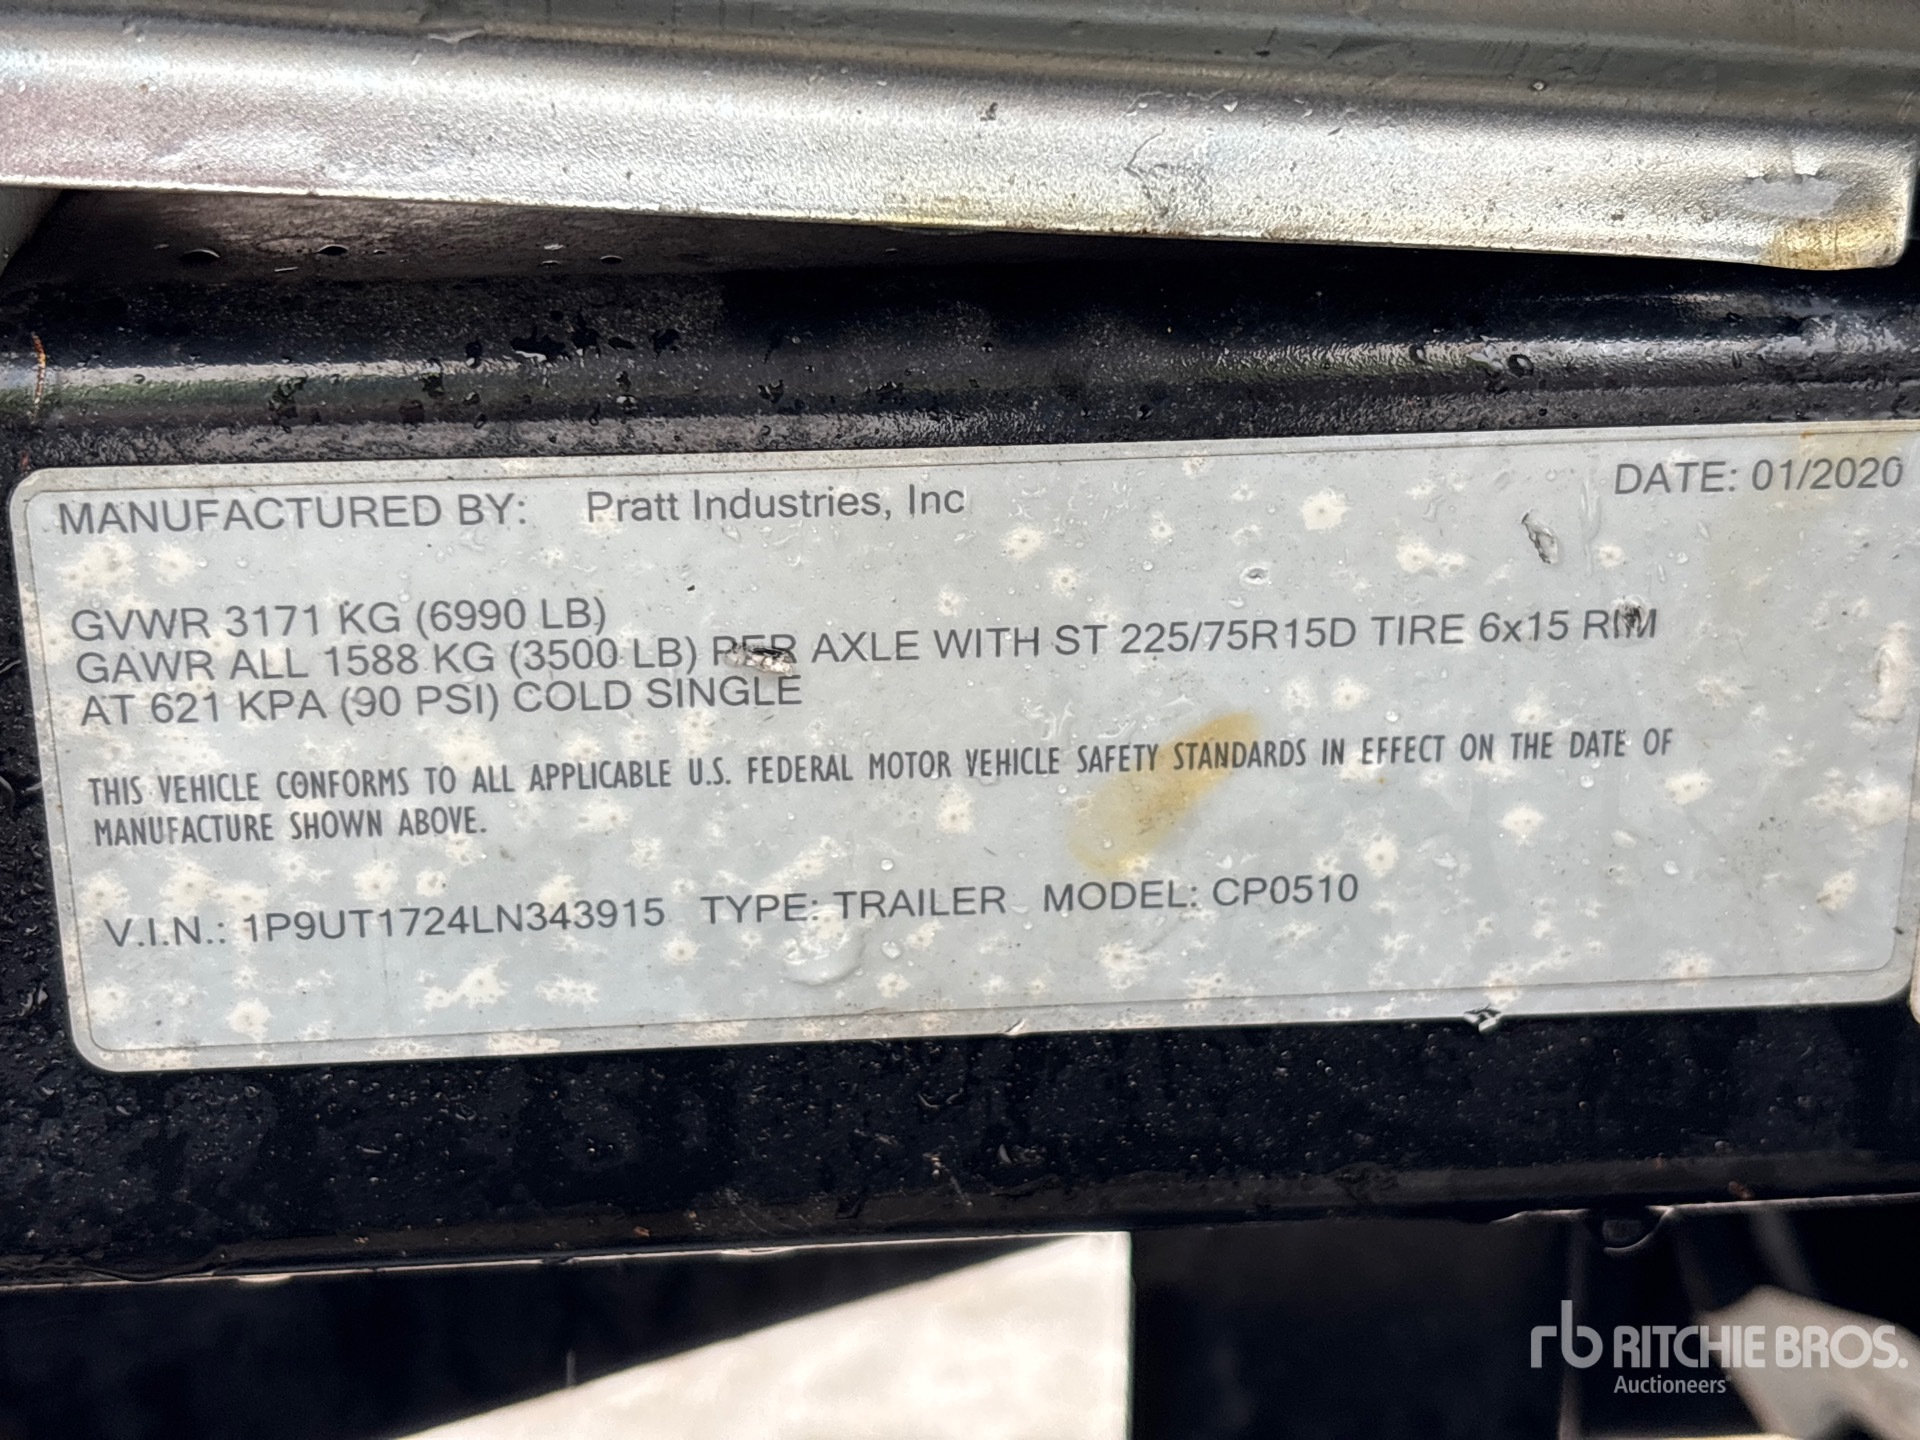 MANUFACTURED BY: Pratt Industries, Inc DATE: 01/2020
GVWR 3171 KG (6990 LB)
GAWR ALL 1588 KG (3500 LB) PER AXLE WITH ST 225/75R15D TIRE 6x15 RIM
AT 621 KPA (90 PSI) COLD SINGLE
THIS VEHICLE CONFORMS TO ALL APPLICABLE U.S. FEDERAL MOTOR VEHICLE SAFETY STANDARDS IN EFFECT ON THE DATE OF
MANUFACTURE SHOWN ABOVE.
V.I.N.: 1P9UT1724LN343915 TYPE: TRAILER MODEL: CP0510
rb RITCHIE BROS.
Auctioneers